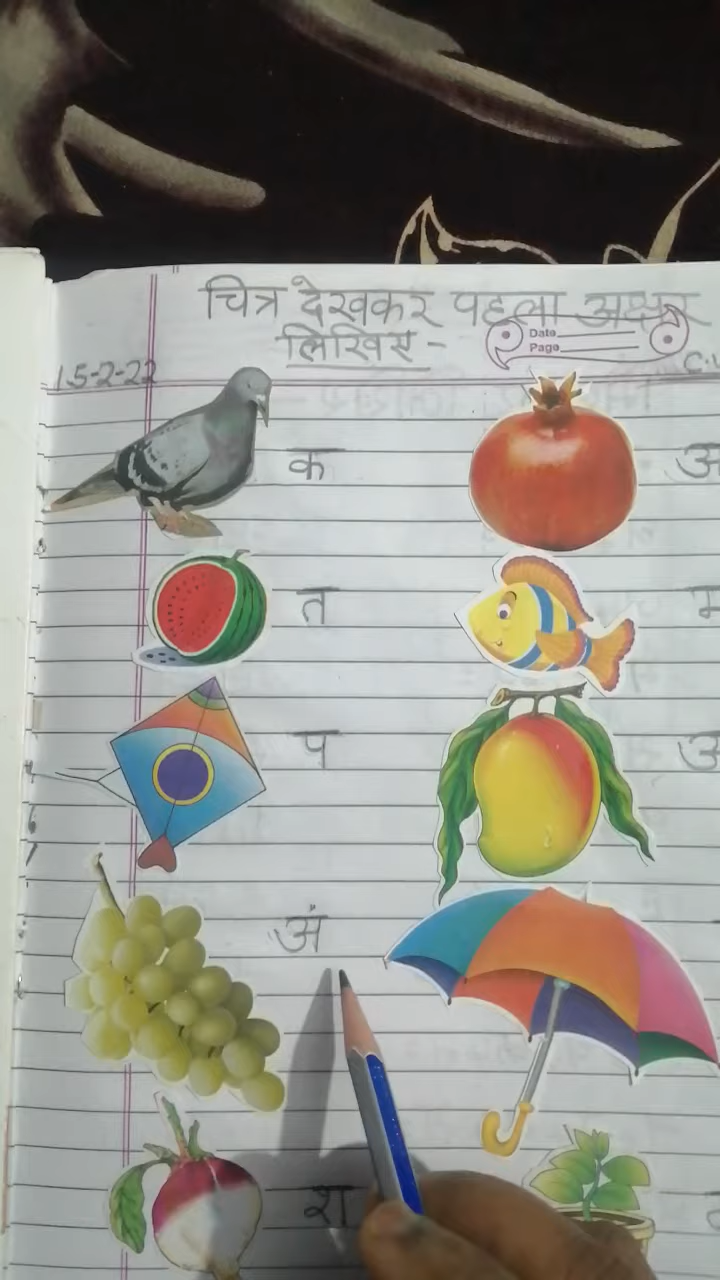 चित्र देखकर पहला अक्षर
लिखिए -
Date
Page
15-2-22
क
त
प
अं
श